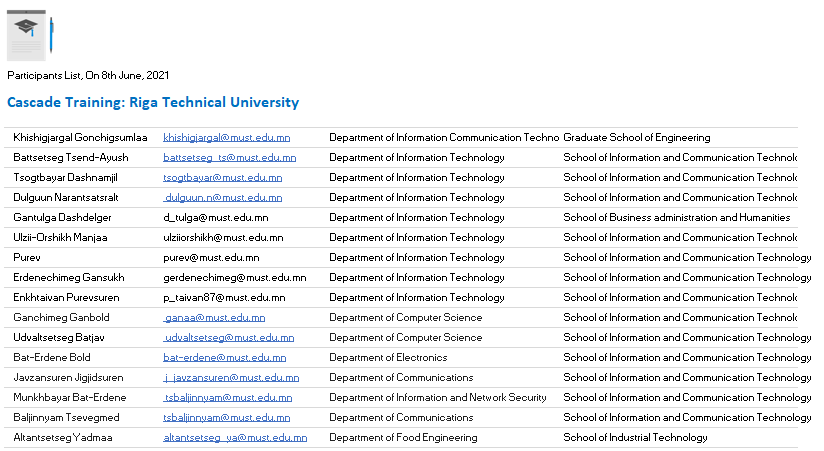 Participants List, On 8th June, 2021
Cascade Training: Riga Technical University
Khishigjargal Gonchigsumlaa khishigjargal@must.edu.mn Department of Information Communication Techno Graduate School of Engineering
Battsetseg Tsend-Ayush battsetseg_ts@must.edu.mn Department of Information Technology School of Information and Communication Technolo
Tsogtbayar Dashnamjil tsogtbayar@must.edu.mn Department of Information Technology School of Information and Communication Technolo
Dulguun Narantsatsralt dulguun.n@must.edu.mn Department of Information Technology School of Information and Communication Technolo
Gantulga Dashdelger d_tulga@must.edu.mn Department of Information Technology School of Business administration and Humanities
Ulzii-Orshikh Manjaa ulziiorshikh@must.edu.mn Department of Information Technology School of Information and Communication Technolo
Purev purev@must.edu.mn Department of Information Technology School of Information and Communication Technology
Erdenechimeg Gansukh gerdenechimeg@must.edu.mn Department of Information Technology School of Information and Communication Technology
Enkhtaivan Purevsuren p_taivan87@must.edu.mn Department of Information Technology School of Information and Communication Technolo
Ganchimeg Ganbold ganaa@must.edu.mn Department of Computer Science School of Information and Communication Technolo
Udvaltsetseg Batjav udvaltsetseg@must.edu.mn Department of Computer Science School of Information and Communication Technology
Bat-Erdene Bold bat-erdene@must.edu.mn Department of Electronics School of Information and Communication Technology
Javzansuren Jigjidsuren j_javzansuren@must.edu.mn Department of Communications School of Information and Communication Technology
Munkhbayar Bat-Erdene tsbaljinnyam@must.edu.mn Department of Information and Network Security School of Information and Communication Technology
Baljinnyam Tsevegmed tsbaljinnyam@must.edu.mn Department of Communications School of Information and Communication Technology
Altantsetseg Yadmaa altantsetseg_ya@must.edu.mn Department of Food Engineering School of Industrial Technology